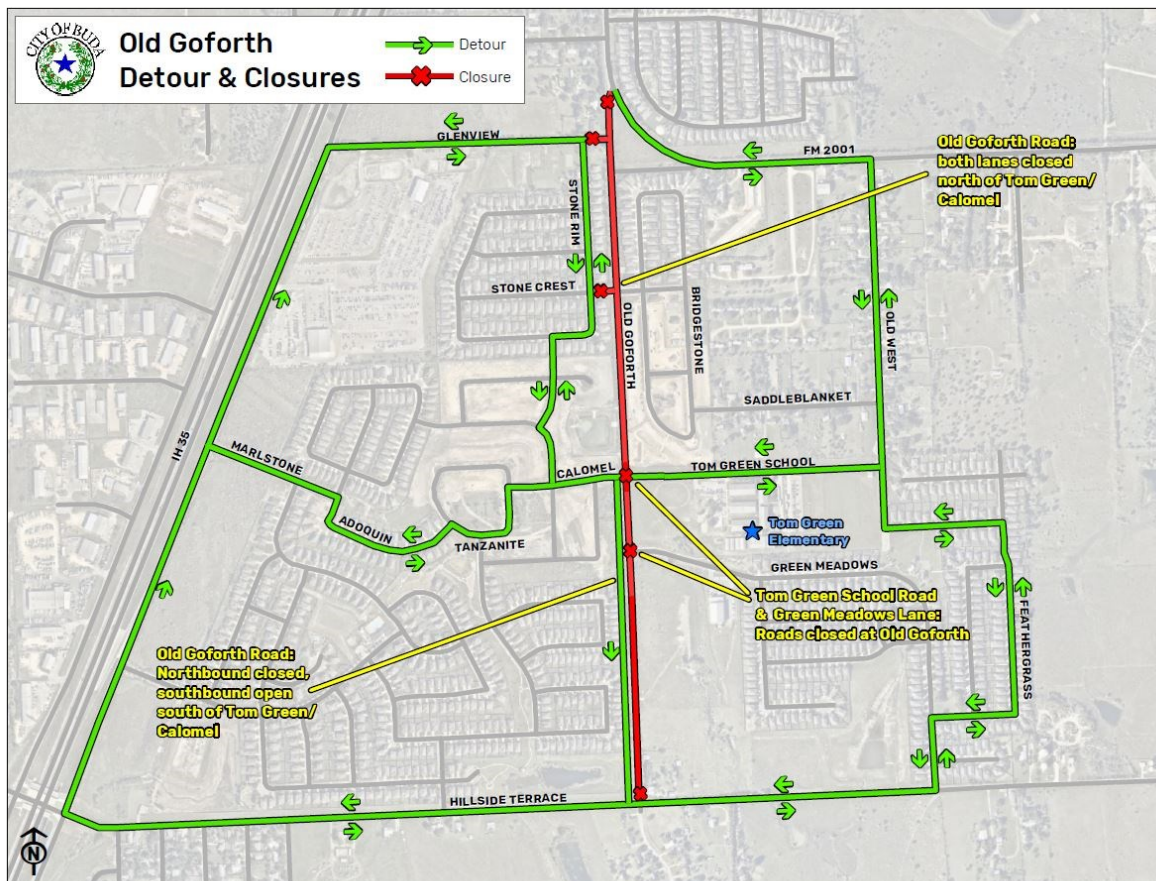 CITY OF BUDA
Old Goforth
Detour & Closures
Detour
Closure
GLENVIEW
FM 2001
Old Goforth Road:
both lanes closed
north of Tom Green/
Calomel
STONE RIM
STONE CREST
OLD GOFORTH
BRIDGESTONE
OLD WEST
SADDLEBLANKET
IH 35
MARLSTONE
CALOMEL
TOM GREEN SCHOOL
ADOQUIN
TANZANITE
Tom Green
Elementary
GREEN MEADOWS
Tom Green School Road
& Green Meadows Lane:
Roads closed at Old Goforth
FEATHERGRASS
Old Goforth Road:
Northbound closed,
southbound open
south of Tom Green/
Calomel
HILLSIDE TERRACE
N